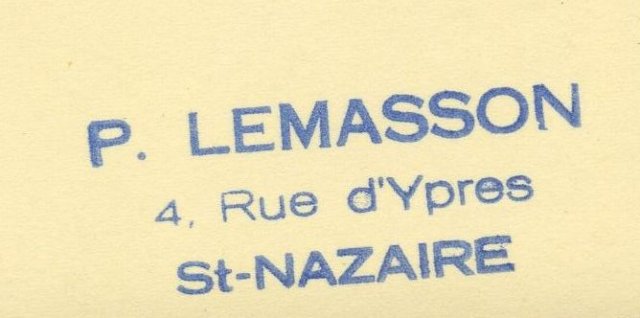 P. LEMASSON
4, Rue d'Ypres
St-NAZAIRE